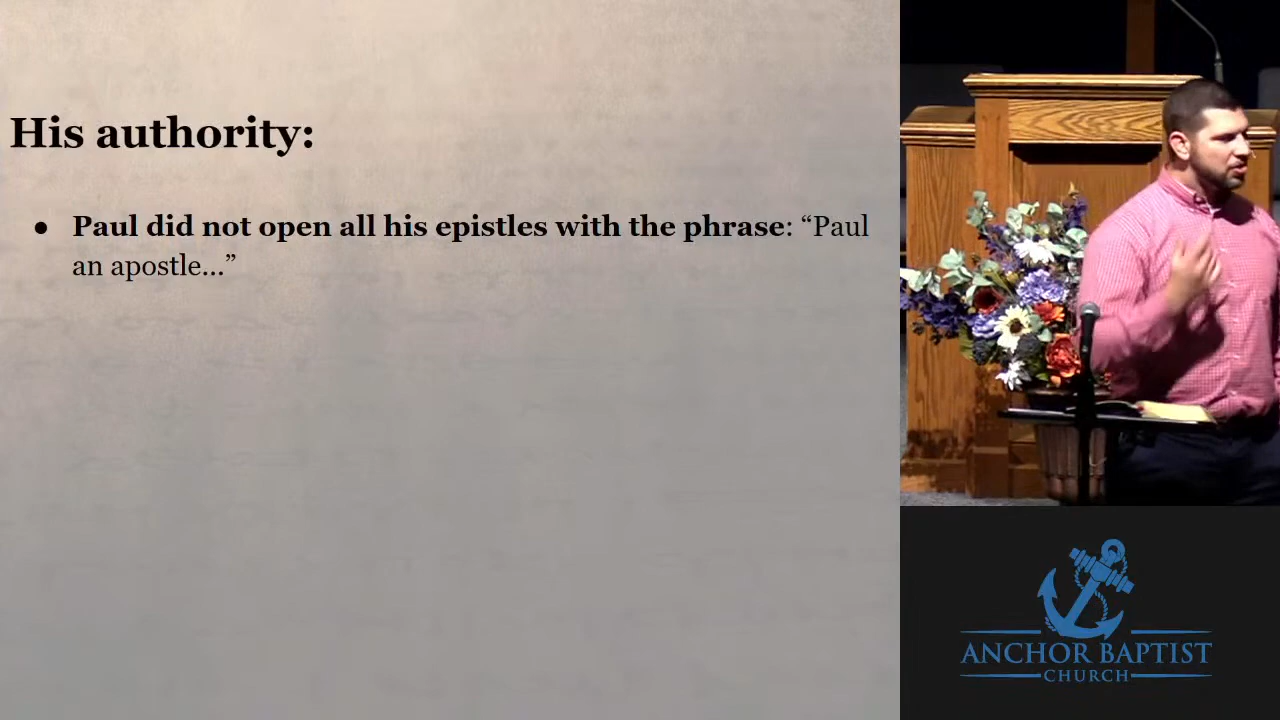 His authority:
● Paul did not open all his epistles with the phrase: “Paul
an apostle...”
ANCHOR BAPTIST
CHURCH